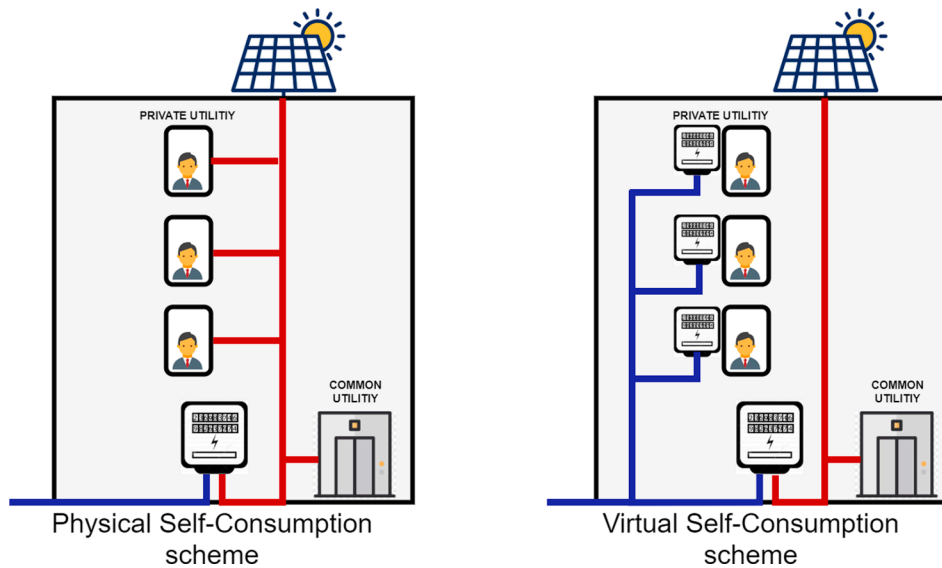 PRIVATE UTILITIY
COMMON
UTILITIY
Physical Self-Consumption
scheme
PRIVATE UTILITIY
COMMON
UTILITIY
Virtual Self-Consumption
scheme